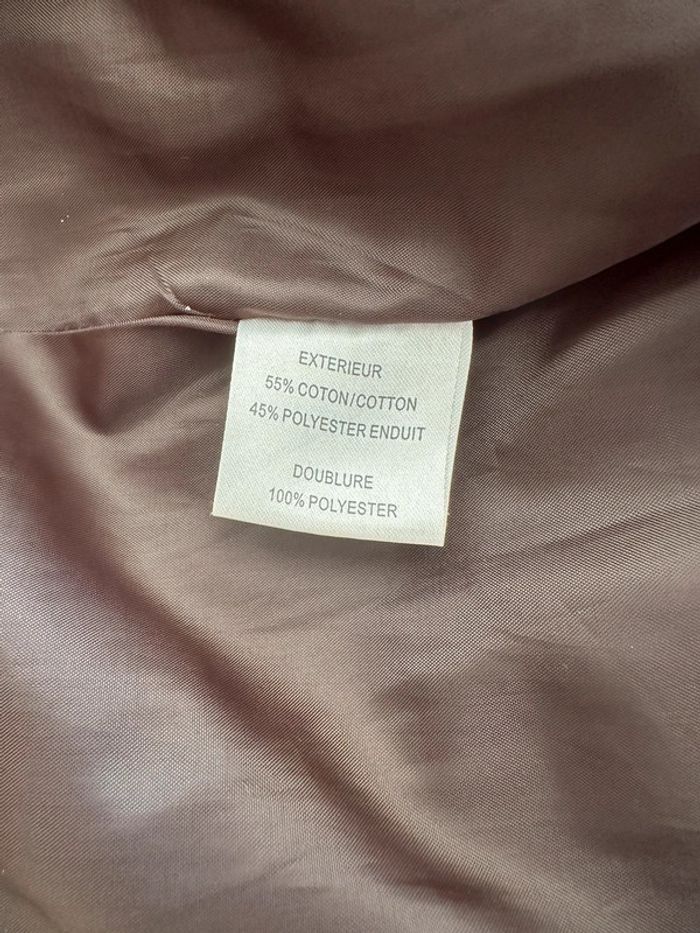 EXTERIEUR
55% COTON/COTTON
45% POLYESTER ENDUIT
DOUBLURE
100% POLYESTER